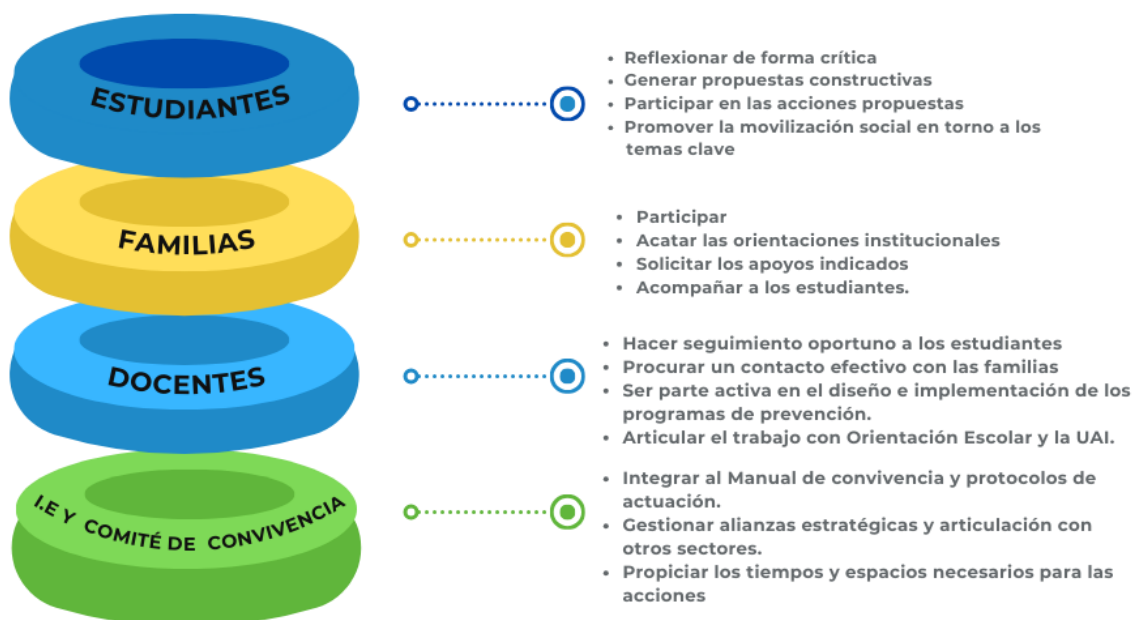 ESTUDIANTES
• Reflexionar de forma crítica
• Generar propuestas constructivas
• Participar en las acciones propuestas
• Promover la movilización social en torno a los
temas clave
FAMILIAS
• Participar
• Acatar las orientaciones institucionales
• Solicitar los apoyos indicados
• Acompañar a los estudiantes.
DOCENTES
• Hacer seguimiento oportuno a los estudiantes
• Procurar un contacto efectivo con las familias
• Ser parte activa en el diseño e implementación de los
programas de prevención.
• Articular el trabajo con Orientación Escolar y la UAI.
I.E Y COMITÉ DE CONVIVENCIA
• Integrar al Manual de convivencia y protocolos de
actuación.
• Gestionar alianzas estratégicas y articulación con
otros sectores.
• Propiciar los tiempos y espacios necesarios para las
acciones